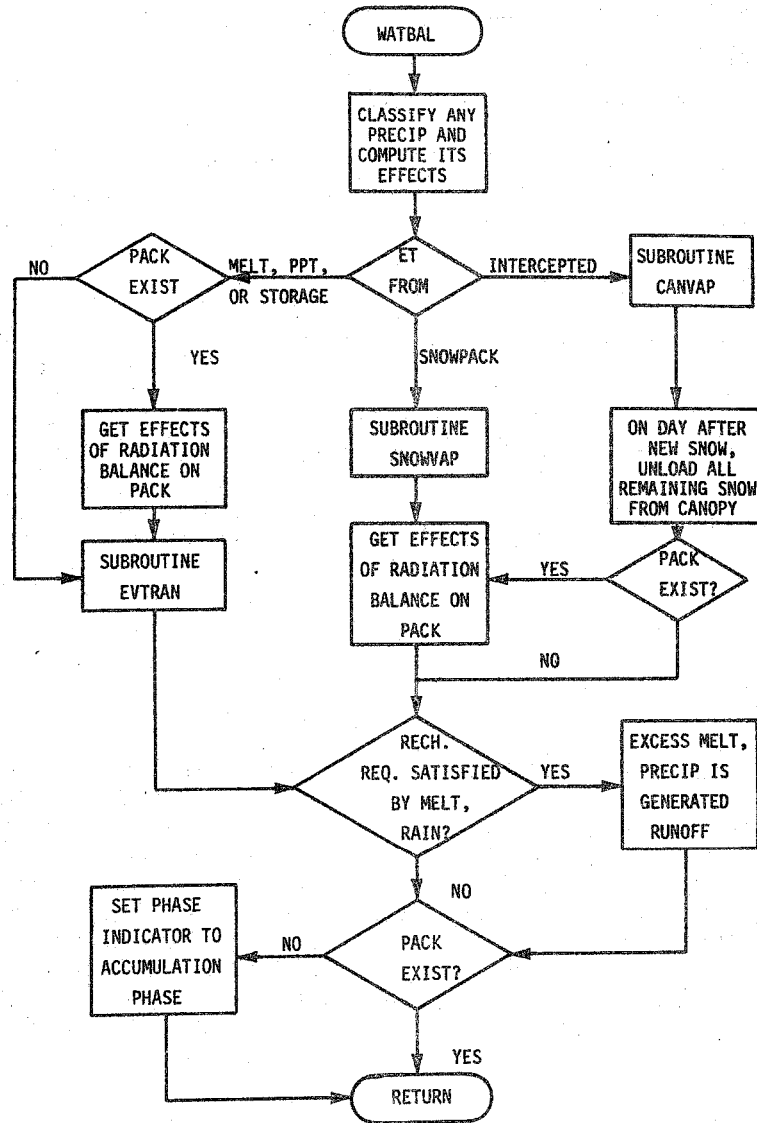 WATBAL
CLASSIFY ANY
PRECIP AND
COMPUTE ITS
EFFECTS
PACK
EXIST
NO
YES
MELT, PPT,
OR STORAGE
ET
FROM
INTERCEPTED
SNOWPACK
SUBROUTINE
CANVAP
GET EFFECTS
OF RADIATION
BALANCE ON
PACK
SUBROUTINE
SNOWVAP
ON DAY AFTER
NEW SNOW,
UNLOAD ALL
REMAINING SNOW
FROM CANOPY
SUBROUTINE
EVTRAN
GET EFFECTS
OF RADIATION
BALANCE ON
PACK
YES
PACK
EXIST?
NO
RECH.
REQ. SATISFIED
BY MELT,
RAIN?
YES
EXCESS MELT,
PRECIP IS
GENERATED
RUNOFF
NO
SET PHASE
INDICATOR TO
ACCUMULATION
PHASE
NO
PACK
EXIST?
YES
RETURN